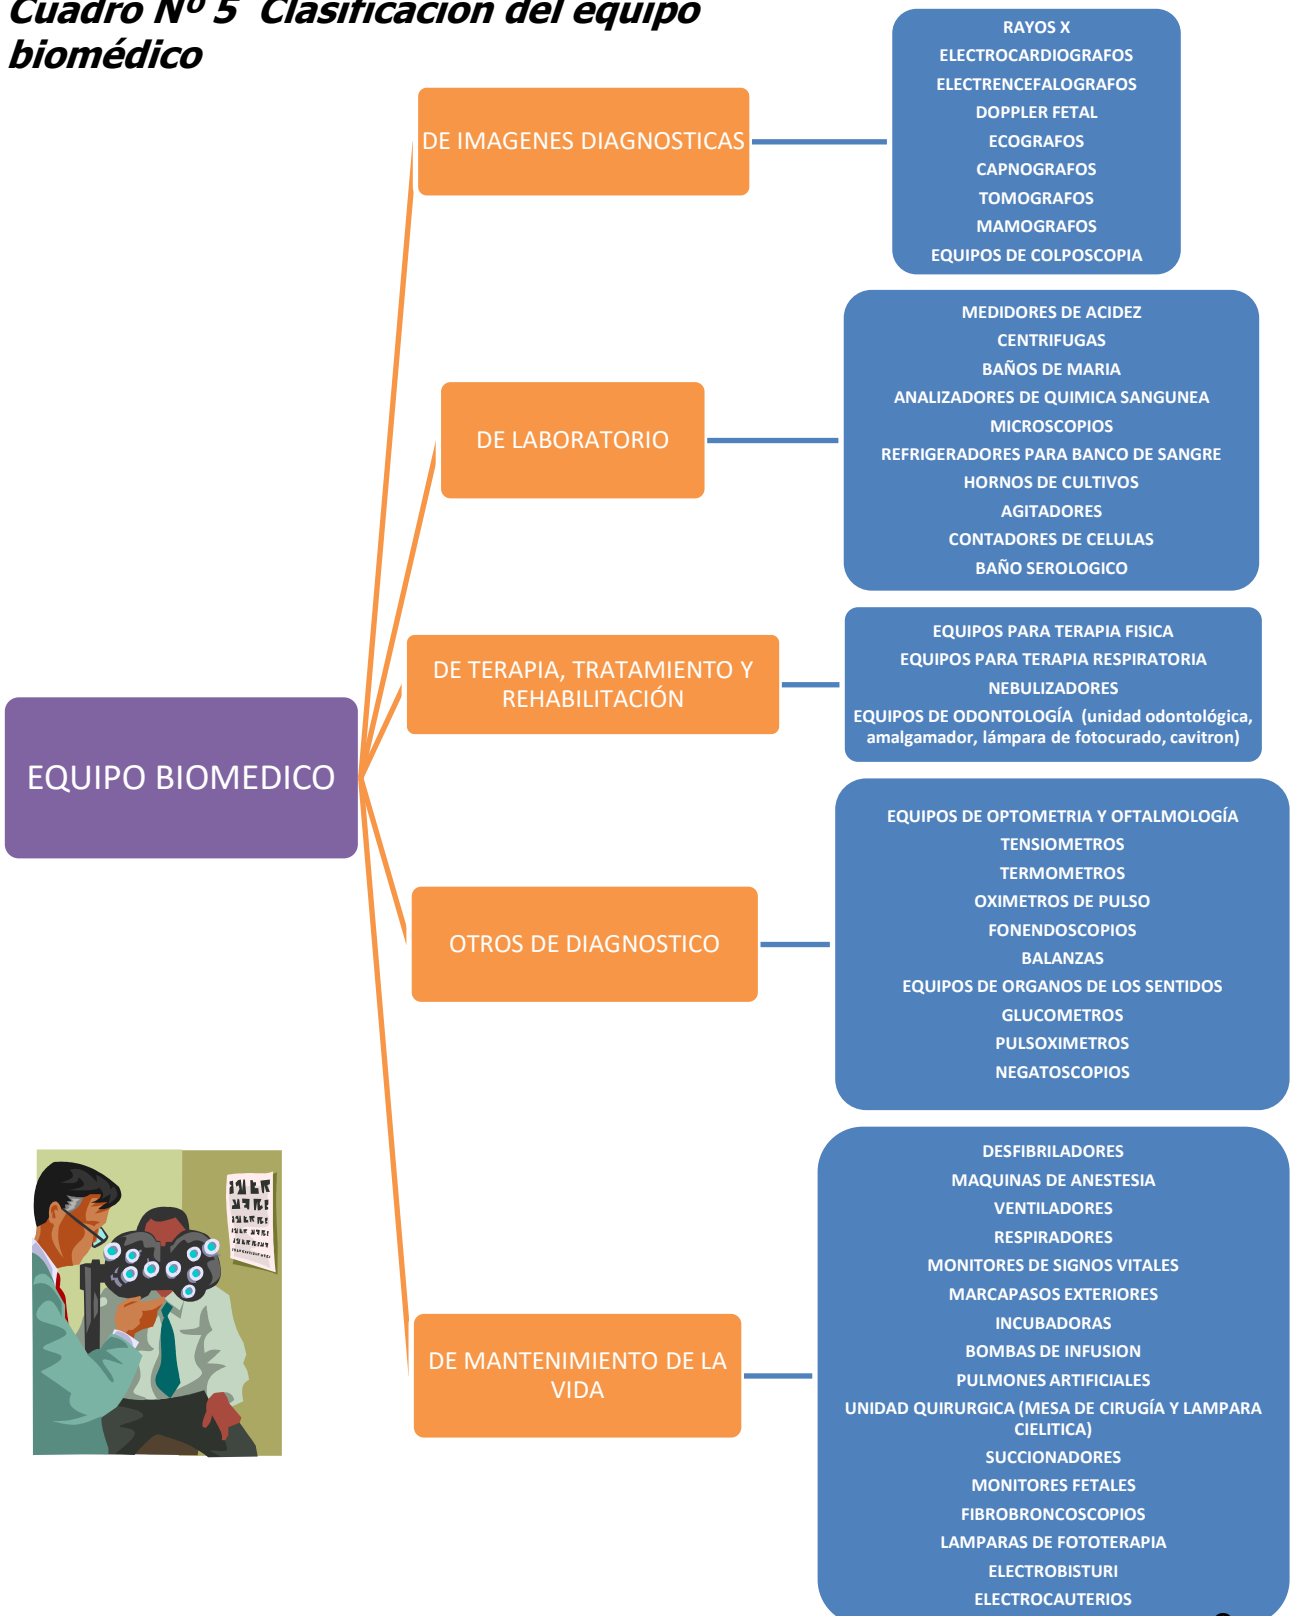 Cuadro Nº 5 Clasificación del equipo
biomédico
EQUIPO BIOMEDICO
DE IMAGENES DIAGNOSTICAS
RAYOS X
ELECTROCARDIOGRAFOS
ELECTRENCEFALOGRAFOS
DOPPLER FETAL
ECOGRAFOS
CAPNOGRAFOS
TOMOGRAFOS
MAMOGRAFOS
EQUIPOS DE COLPOSCOPIA
DE LABORATORIO
MEDIDORES DE ACIDEZ
CENTRIFUGAS
BAÑOS DE MARIA
ANALIZADORES DE QUIMICA SANGUNEA
MICROSCOPIOS
REFRIGERADORES PARA BANCO DE SANGRE
HORNOS DE CULTIVOS
AGITADORES
CONTADORES DE CELULAS
BAÑO SEROLOGICO
DE TERAPIA, TRATAMIENTO Y
REHABILITACIÓN
EQUIPOS PARA TERAPIA FISICA
EQUIPOS PARA TERAPIA RESPIRATORIA
NEBULIZADORES
EQUIPOS DE ODONTOLOGÍA (unidad odontológica,
amalgamador, lámpara de fotocurado, cavitron)
OTROS DE DIAGNOSTICO
EQUIPOS DE OPTOMETRIA Y OFTALMOLOGÍA
TENSIOMETROS
TERMOMETROS
OXIMETROS DE PULSO
FONENDOSCOPIOS
BALANZAS
EQUIPOS DE ORGANOS DE LOS SENTIDOS
GLUCOMETROS
PULSOXIMETROS
NEGATOSCOPIOS
DE MANTENIMIENTO DE LA
VIDA
DESFIBRILADORES
MAQUINAS DE ANESTESIA
VENTILADORES
RESPIRADORES
MONITORES DE SIGNOS VITALES
MARCAPASOS EXTERIORES
INCUBADORAS
BOMBAS DE INFUSION
PULMONES ARTIFICIALES
UNIDAD QUIRURGICA (MESA DE CIRUGÍA Y LAMPARA
CIELITICA)
SUCCIONADORES
MONITORES FETALES
FIBROBRONCOSCOPIOS
LAMPARAS DE FOTOTERAPIA
ELECTROBISTURI
ELECTROCAUTERIOS